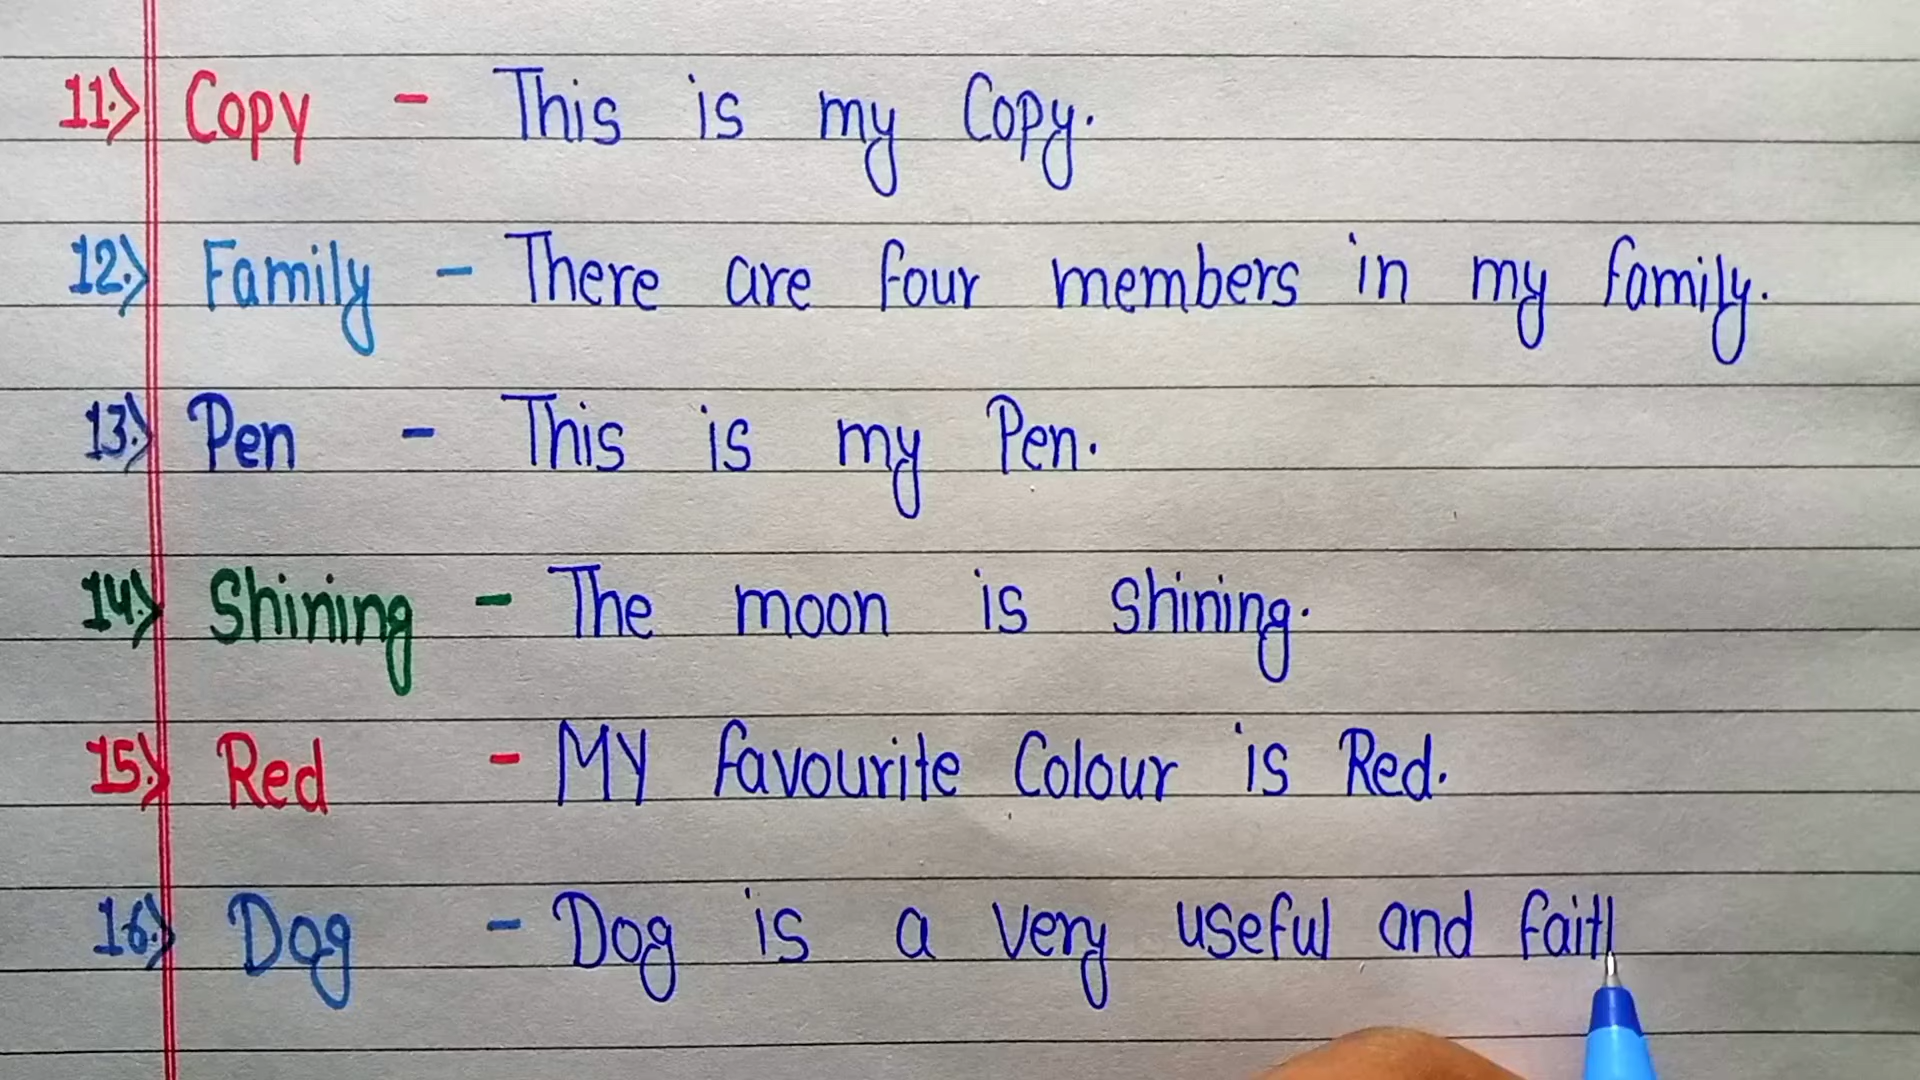 11.) Copy - This is my Copy.
12.) Family - There are four members in my family.
13.) Pen - This is my Pen.
14.) Shining - The moon is shining.
15.) Red - MY favourite Colour is Red.
16.) Dog - Dog is a very useful and